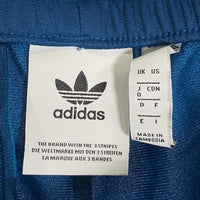 adidas
THE BRAND WITH THE 3 STRIPES
DIE WELTMARKE MIT DEN 3 STREIFEN
LA MARQUE AUX 3 BANDES
UK US
J CDN
D F
E I
MADE IN
CAMBODIA